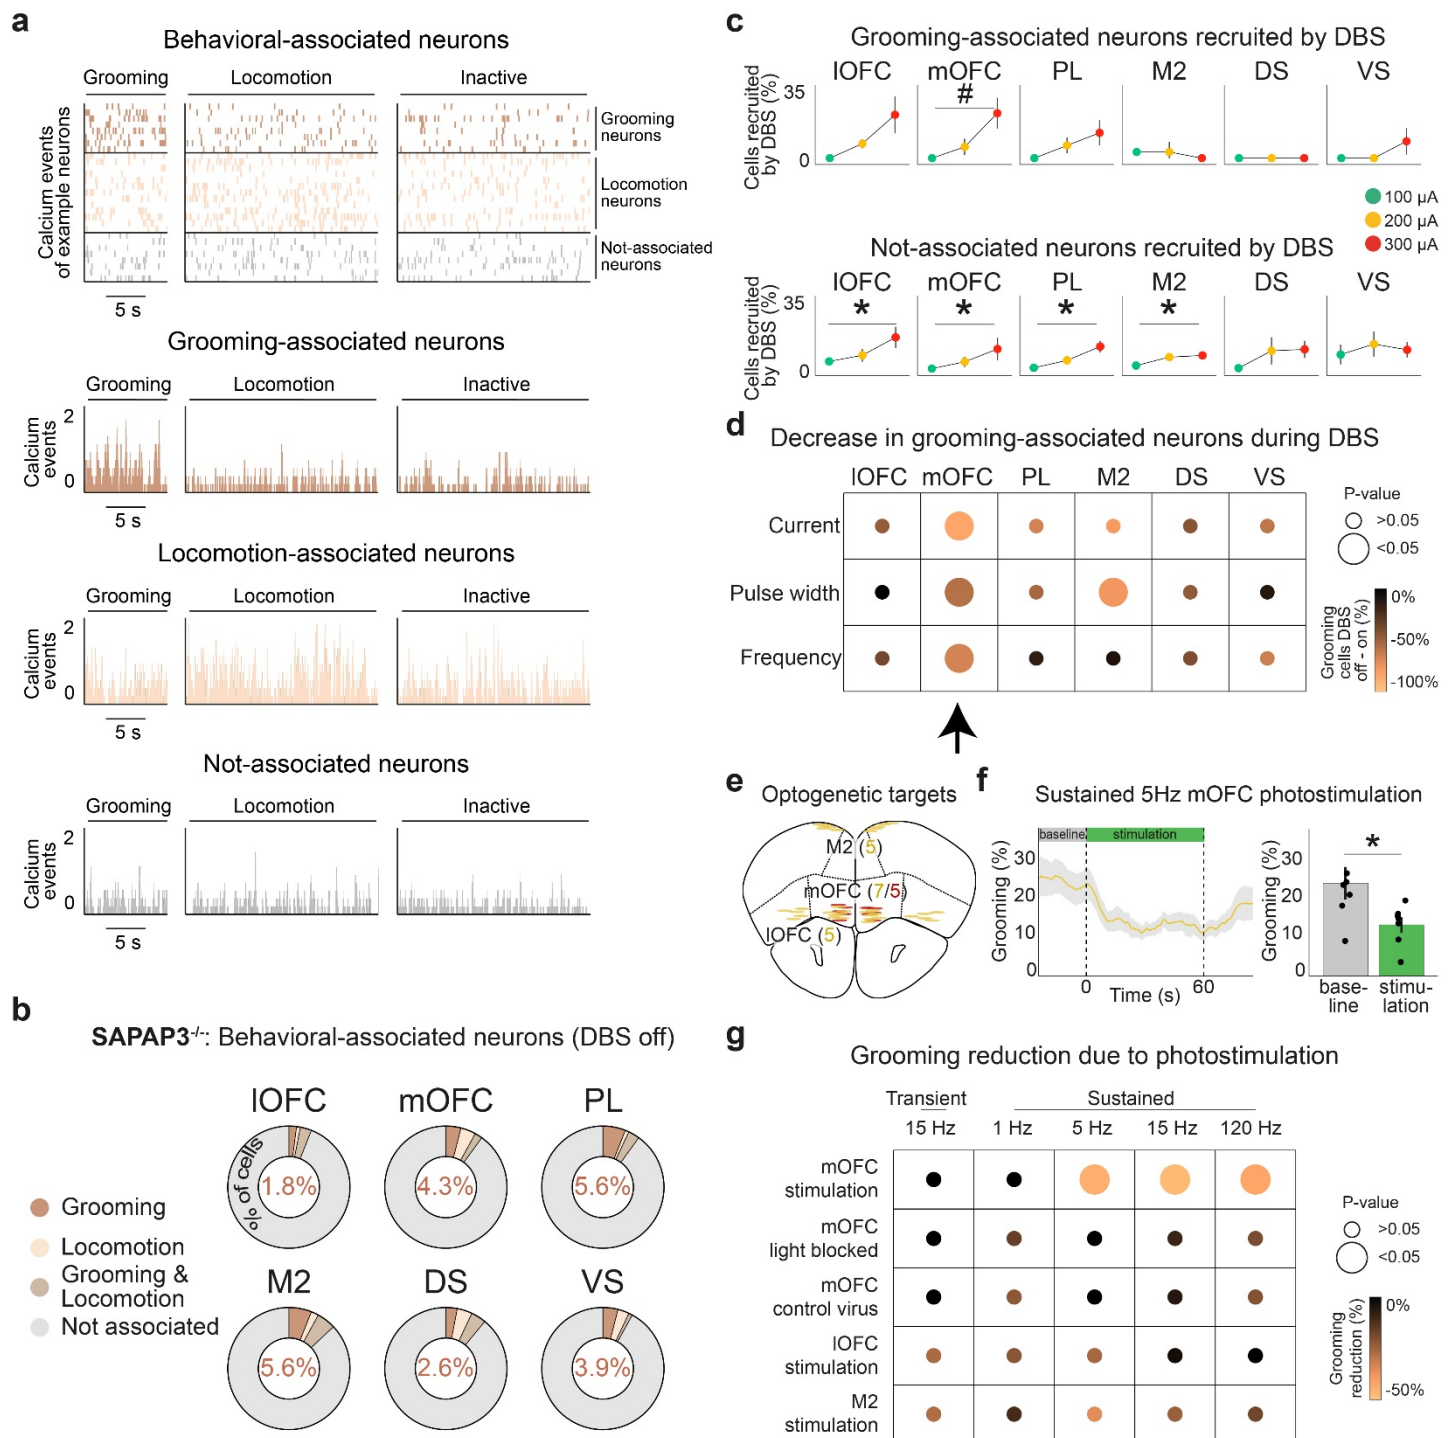 a
Behavioral-associated neurons
Grooming
Locomotion
Inactive
Calcium events
of example neurons
Grooming
neurons
Locomotion
neurons
Not-associated
neurons
5 s
Grooming-associated neurons
Grooming
Locomotion
Inactive
Calcium
events
2
0
5 s
Locomotion-associated neurons
Grooming
Locomotion
Inactive
Calcium
events
2
0
5 s
Not-associated neurons
Grooming
Locomotion
Inactive
Calcium
events
2
0
5 s
b
SAPAP3-/-: Behavioral-associated neurons (DBS off)
lOFC
mOFC
PL
% of cells
1.8%
4.3%
5.6%
Grooming
Locomotion
Grooming &
Locomotion
Not associated
M2
DS
VS
5.6%
2.6%
3.9%
c
Grooming-associated neurons recruited by DBS
lOFC
mOFC
PL
M2
DS
VS
Cells recruited
by DBS (%)
35
0
#
100 µA
200 µA
300 µA
Not-associated neurons recruited by DBS
lOFC
mOFC
PL
M2
DS
VS
Cells recruited
by DBS (%)
35
0
*
*
*
*
d
Decrease in grooming-associated neurons during DBS
lOFC
mOFC
PL
M2
DS
VS
Current
Pulse width
Frequency
P-value
>0.05
<0.05
Grooming
cells DBS
off - on (%)
0%
-50%
-100%
e
Optogenetic targets
M2 (5)
mOFC (7/5)
lOFC (5)
f
Sustained 5Hz mOFC photostimulation
baseline
stimulation
Grooming (%)
30
20
10
0
0
60
Time (s)
Grooming (%)
30
20
10
0
*
base-
line
stimu-
lation
g
Grooming reduction due to photostimulation
Transient
Sustained
15 Hz
1 Hz
5 Hz
15 Hz
120 Hz
mOFC
stimulation
mOFC
light blocked
mOFC
control virus
lOFC
stimulation
M2
stimulation
P-value
>0.05
<0.05
Grooming
reduction (%)
0%
-50%